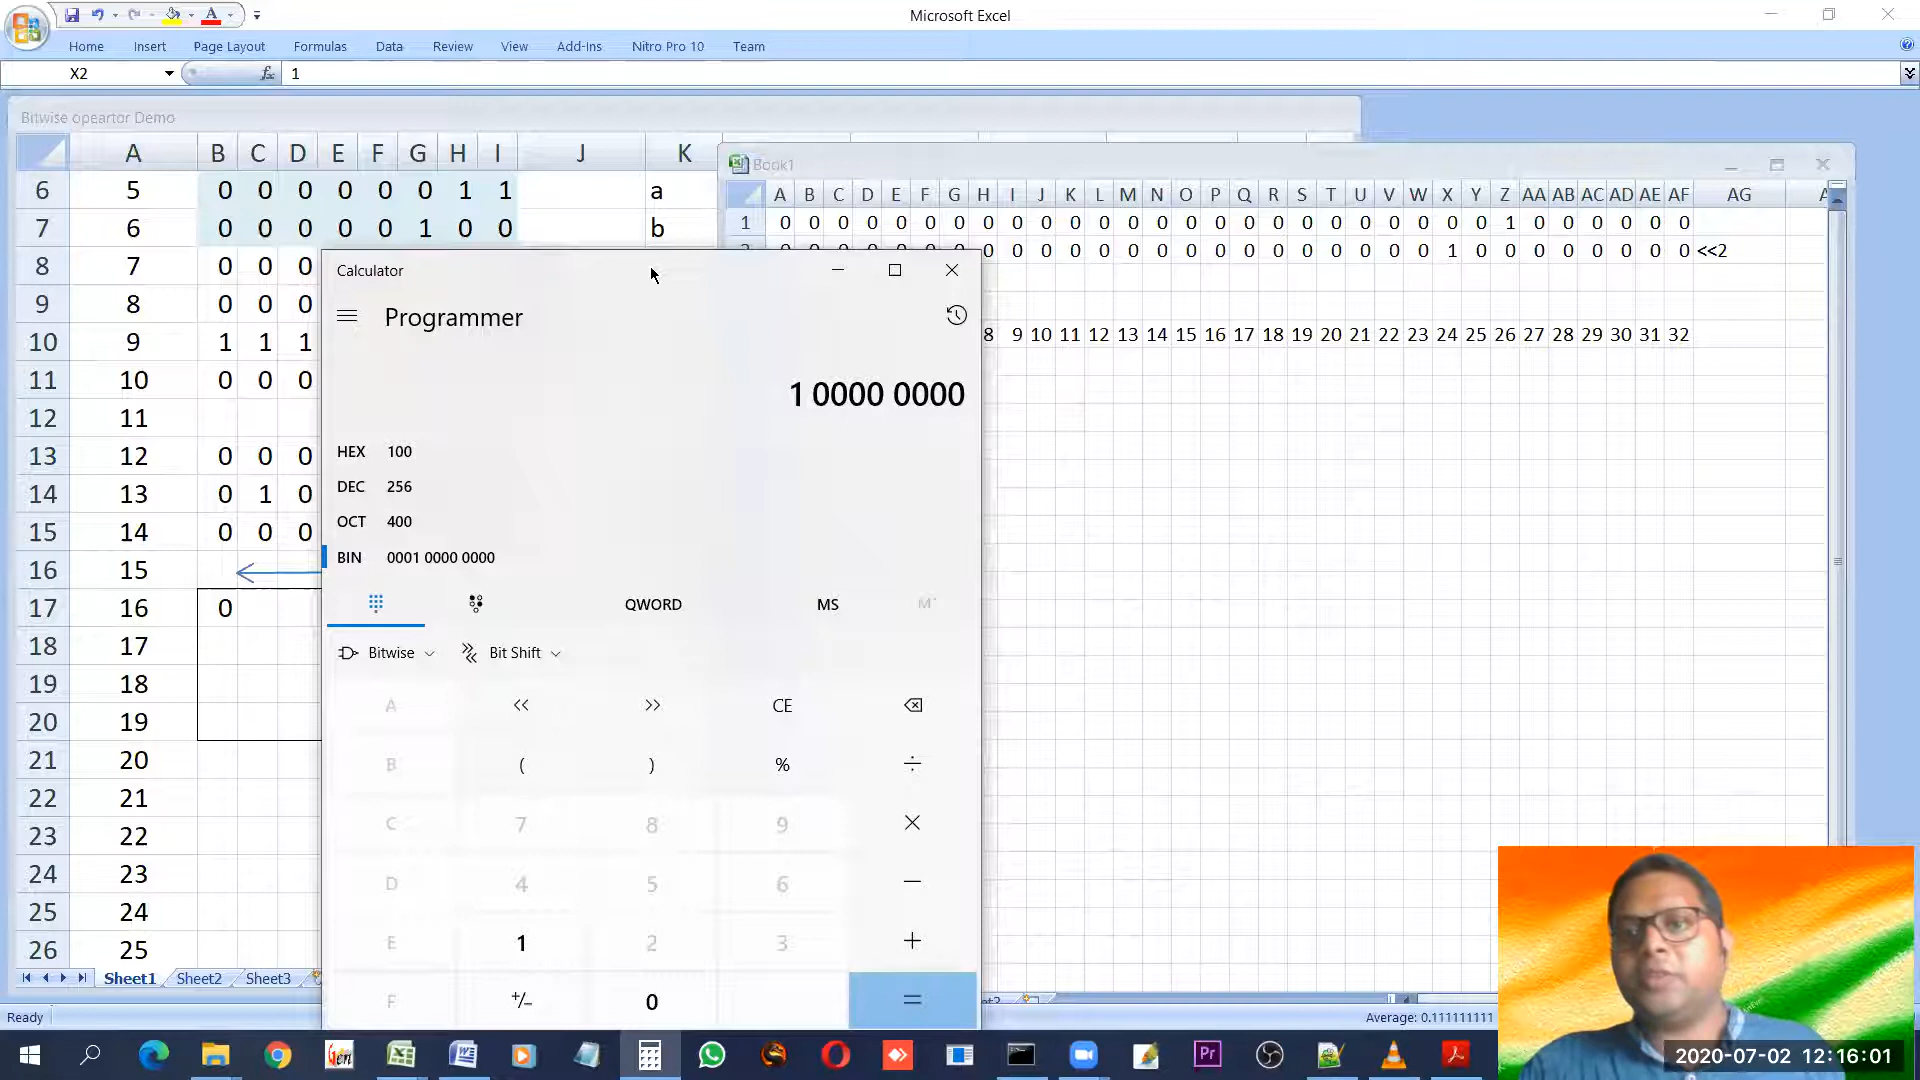 Microsoft Excel
Home Insert Page Layout Formulas Data Review View Add-Ins Nitro Pro 10 Team
X2 fx 1
Bitwise opeartor Demo
A B C D E F G H I J K
6 5 0 0 0 0 0 0 1 1 a
7 6 0 0 0 0 0 1 0 0 b
8 7 0 0 0
9 8 0 0 0
10 9 1 1 1
11 10 0 0 0
12 11
13 12 0 0 0
14 13 0 1 0
15 14 0 0 0
16 15
17 16 0
18 17
19 18
20 19
21 20
22 21
23 22
24 23
25 24
26 25
Sheet1 Sheet2 Sheet3
Ready
Average: 0.111111111
Book1
A B C D E F G H I J K L M N O P Q R S T U V W X Y Z AA AB AC AD AE AF AG
1 0 0 0 0 0 0 0 0 0 0 0 0 0 0 0 0 0 0 0 0 0 0 0 0 0 1 0 0 0 0 0 0
0 0 0 0 0 0 0 0 0 0 0 0 0 0 0 0 0 0 0 0 0 0 0 1 0 0 0 0 0 0 0 0 <<2
8 9 10 11 12 13 14 15 16 17 18 19 20 21 22 23 24 25 26 27 28 29 30 31 32
Calculator
Programmer
1 0000 0000
HEX 100
DEC 256
OCT 400
BIN 0001 0000 0000
QWORD MS
Bitwise Bit Shift
A << >> CE
B ( ) % ÷
C 7 8 9 ×
D 4 5 6 −
E 1 2 3 +
F +/− 0 =
Gen
Pr
2020-07-02 12:16:01